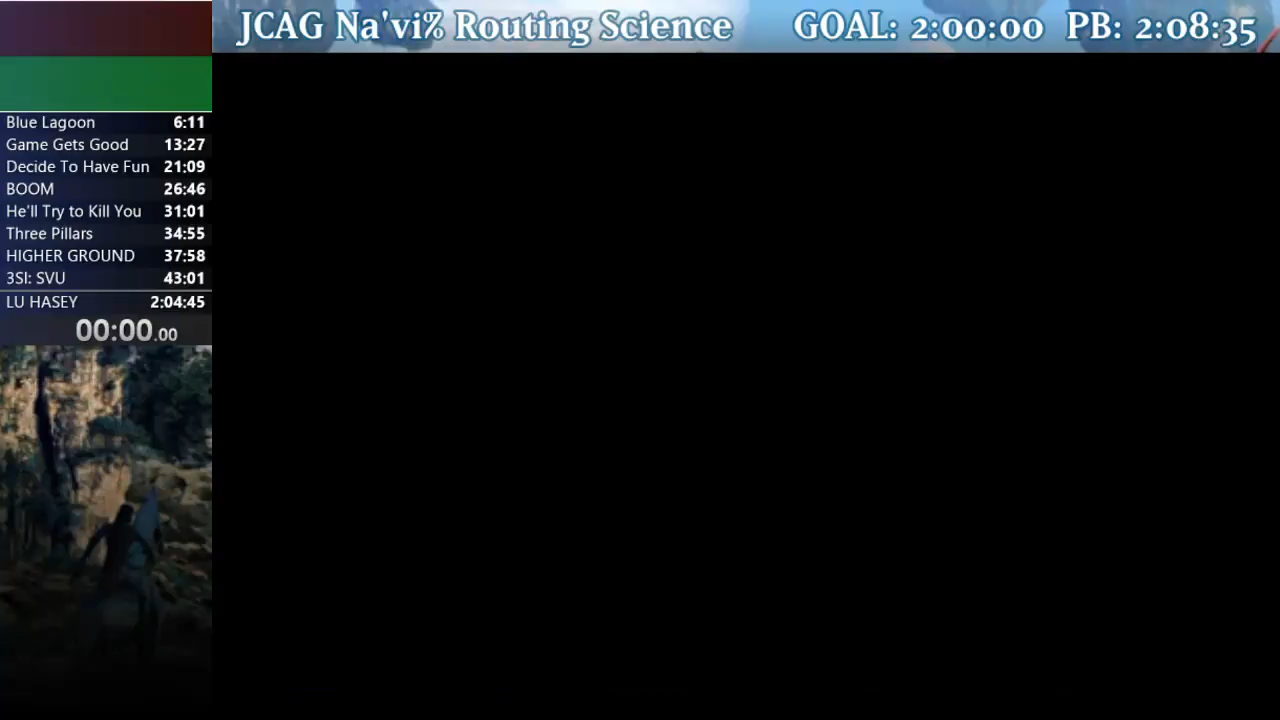 JCAG Na'vi% Routing Science GOAL: 2:00:00 PB: 2:08:35
Blue Lagoon 6:11
Game Gets Good 13:27
Decide To Have Fun 21:09
BOOM 26:46
He'll Try to Kill You 31:01
Three Pillars 34:55
HIGHER GROUND 37:58
3SI: SVU 43:01
LU HASEY 2:04:45
00:00.00